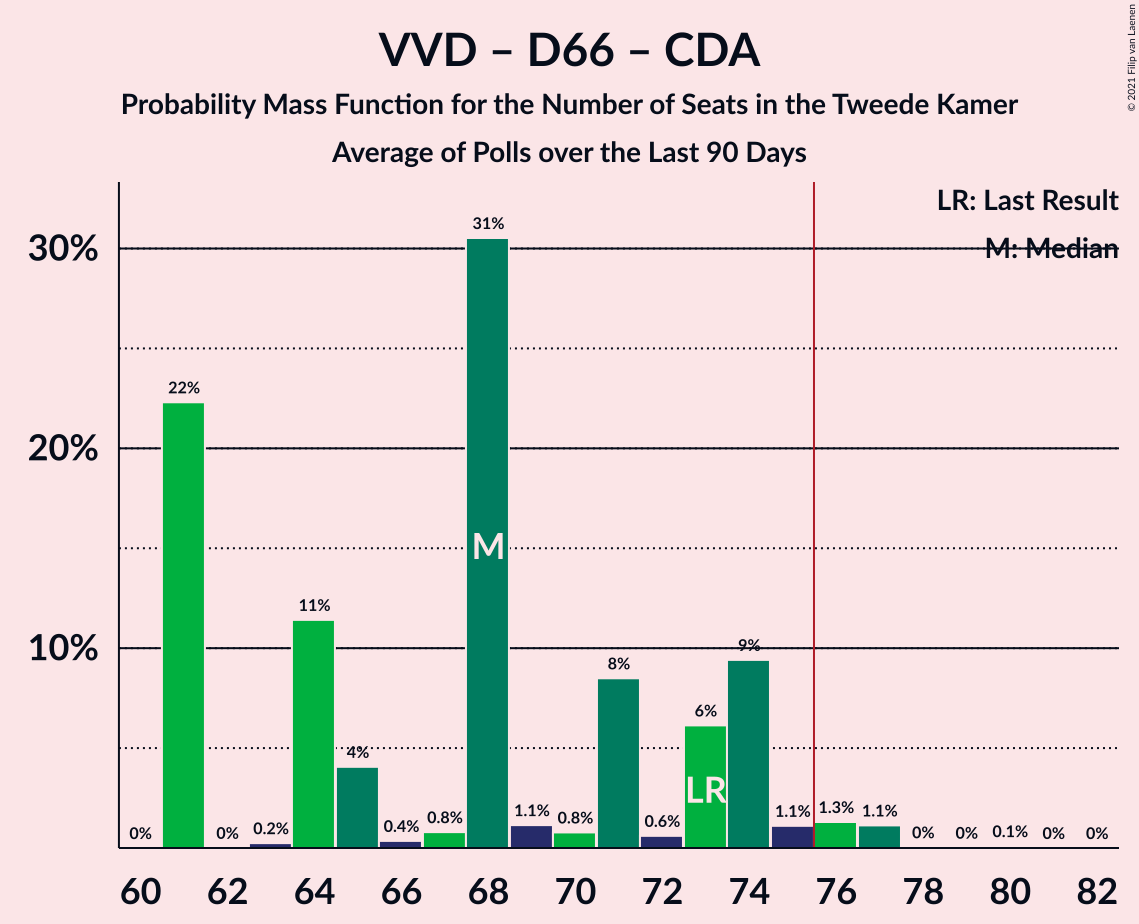 VVD – D66 – CDA
Probability Mass Function for the Number of Seats in the Tweede Kamer
Average of Polls over the Last 90 Days
© 2021 Filip van Laenen
LR: Last Result
M: Median
30%
20%
10%
0%
22%
0%
0.2%
11%
4%
0.4%
0.8%
31%
1.1%
0.8%
8%
0.6%
6%
9%
1.1%
1.3%
1.1%
0%
0%
0.1%
0%
0%
M
LR
60 62 64 66 68 70 72 74 76 78 80 82